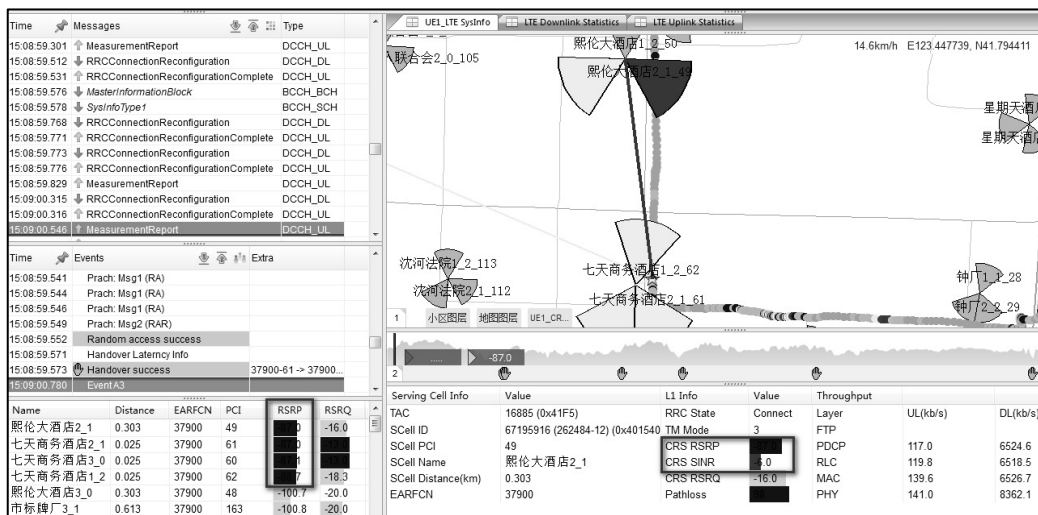 Time Messages Type
15:08:59.301 MeasurementReport DCCH_UL
15:08:59.512 RRCConnectionReconfiguration DCCH_DL
15:08:59.531 RRCConnectionReconfigurationComplete DCCH_UL
15:08:59.576 MasterInformationBlock BCCH_BCH
15:08:59.578 SysInfoType1 BCCH_SCH
15:08:59.768 RRCConnectionReconfiguration DCCH_DL
15:08:59.771 RRCConnectionReconfigurationComplete DCCH_UL
15:08:59.773 RRCConnectionReconfiguration DCCH_DL
15:08:59.776 RRCConnectionReconfigurationComplete DCCH_UL
15:08:59.829 MeasurementReport DCCH_UL
15:09:00.315 RRCConnectionReconfiguration DCCH_DL
15:09:00.316 RRCConnectionReconfigurationComplete DCCH_UL
15:09:00.546 MeasurementReport DCCH_UL
Time Events Extra
15:08:59.541 Prach: Msg1 (RA)
15:08:59.544 Prach: Msg1 (RA)
15:08:59.546 Prach: Msg1 (RA)
15:08:59.549 Prach: Msg2 (RAR)
15:08:59.552 Random access success
15:08:59.571 Handover Laterncy Info
15:08:59.573 Handover success 37900-61 -> 37900...
15:09:00.780 EventA3
Name Distance EARFCN PCI RSRP RSRQ
熙伦大酒店2_1 0.303 37900 49 -16.0
七天商务酒店2_1 0.025 37900 61
七天商务酒店3_0 0.025 37900 60
七天商务酒店1_2 0.025 37900 62 -18.3
熙伦大酒店3_0 0.303 37900 48 -100.7 -20.0
市标牌厂3_1 0.613 37900 163 -100.8 -20.0
UE1_LTE SysInfo LTE Downlink Statistics LTE Uplink Statistics
14.6km/h E123.447739, N41.794411
联合会2_0_105
熙伦大酒店1_2_50
熙伦大酒店2_1_49
星期天酒
星期天酒店
沈河法院1_2_113
沈河法院2_1_112
七天商务酒店1_2_62
七天商务酒店2_1_61
钟厂1_1_28
钟厂2_2_29
1 小区图层 地图图层 UE1_CR...
..... -87.0
2
Serving Cell Info Value L1 Info Value Throughput
TAC 16885 (0x41F5) RRC State Connect Layer UL(kb/s) DL(kb/s)
SCell ID 67195916 (262484-12) (0x401540 TM Mode 3 FTP
SCell PCI 49 CRS RSRP PDCP 117.0 6524.6
SCell Name 熙伦大酒店2_1 CRS SINR -6.0 RLC 119.8 6518.5
SCell Distance(km) 0.303 CRS RSRQ -16.0 MAC 139.6 6526.7
EARFCN 37900 Pathloss PHY 141.0 8362.1